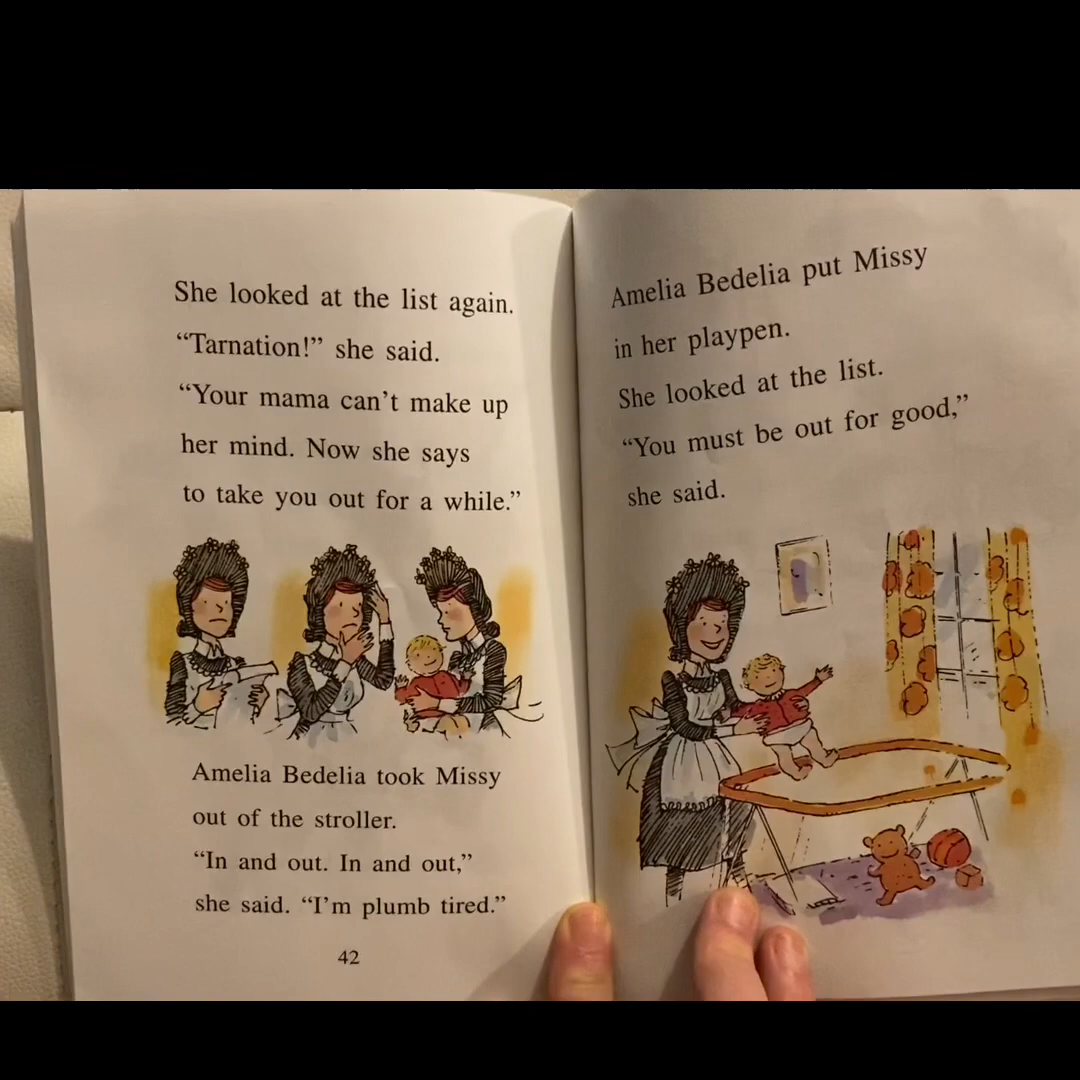 She looked at the list again.
“Tarnation!” she said.
“Your mama can’t make up
her mind. Now she says
to take you out for a while.”
Amelia Bedelia took Missy
out of the stroller.
“In and out. In and out,”
she said. “I’m plumb tired.”
42
Amelia Bedelia put Missy
in her playpen.
She looked at the list.
“You must be out for good,”
she said.